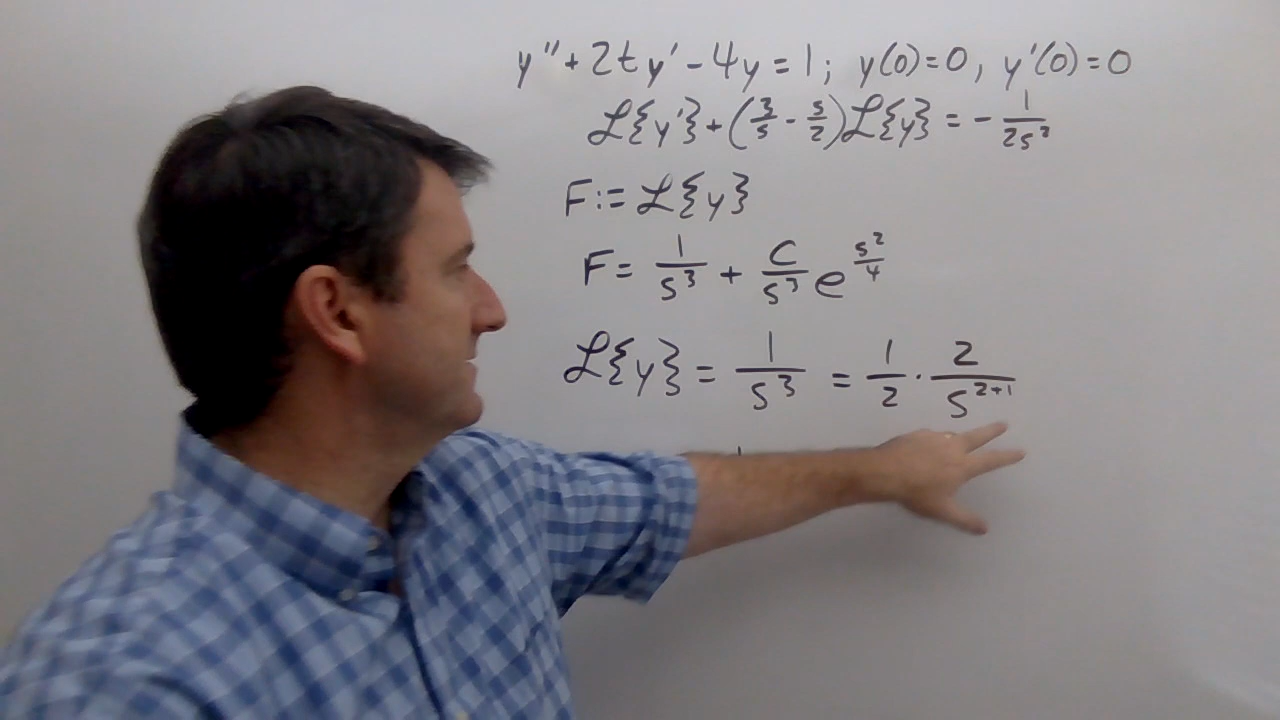 y'' + 2ty' - 4y = 1; y(0)=0, y'(0)=0
ℒ{y'} + (3/s - s/2)ℒ{y} = - 1/2s²
F := ℒ{y}
F = 1/s³ + C/s³ e^(s²/4)
ℒ{y} = 1/s³ = 1/2 · 2/s^(2+1)